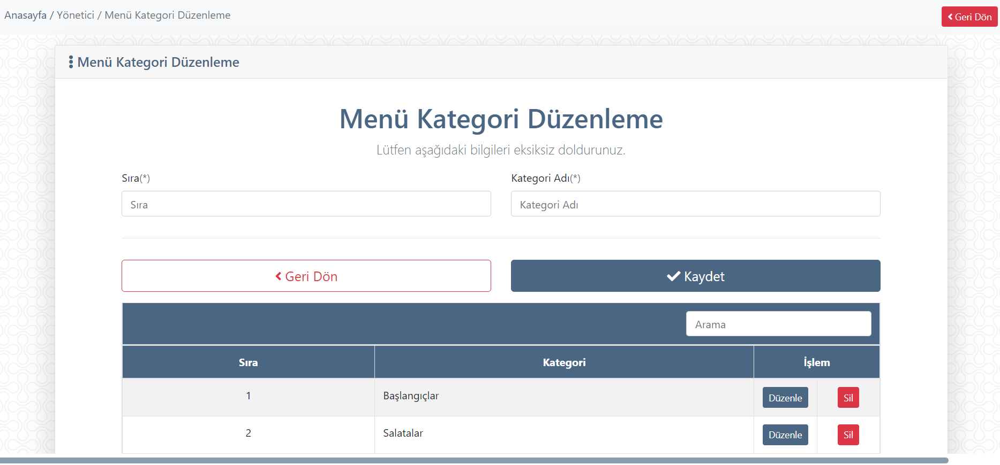 Anasayfa / Yönetici / Menü Kategori Düzenleme
Geri Dön
Menü Kategori Düzenleme
Menü Kategori Düzenleme
Lütfen aşağıdaki bilgileri eksiksiz doldurunuz.
Sıra(*) Kategori Adı(*)
Sıra Kategori Adı
Geri Dön Kaydet
Arama
Sıra Kategori İşlem
1 Başlangıçlar Düzenle Sil
2 Salatalar Düzenle Sil